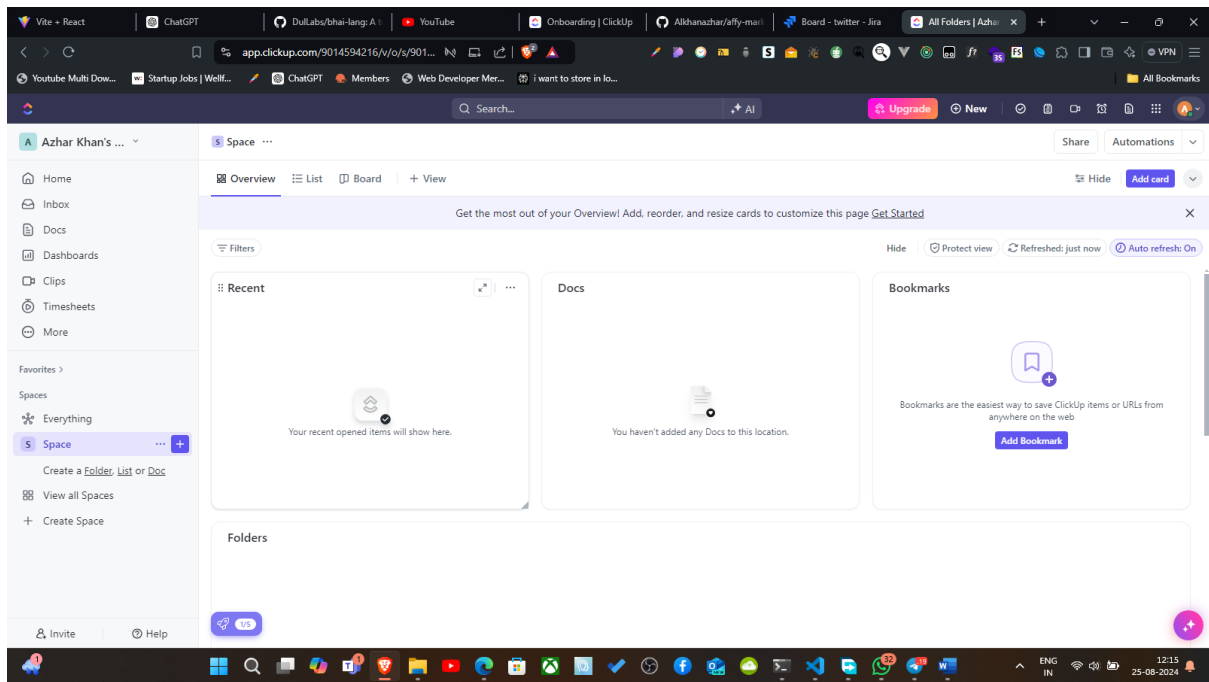 Vite + React
ChatGPT
DulLabs/bhai-lang: A t
YouTube
Onboarding | ClickUp
Alkhanazhar/affy-mark
Board - twitter - Jira
All Folders | Azhar
app.clickup.com/9014594216/v/o/s/901...
VPN
Youtube Multi Dow...
Startup Jobs | Wellf...
ChatGPT
Members
Web Developer Mer...
i want to store in lo...
All Bookmarks
Search...
AI
Upgrade
New
A
A Azhar Khan's ...
S Space ...
Share
Automations
Home
Inbox
Docs
Dashboards
Clips
Timesheets
More
Favorites
Spaces
Everything
S Space
Create a Folder, List or Doc
View all Spaces
Create Space
Invite
Help
Overview
List
Board
+ View
Hide
Add card
Get the most out of your Overview! Add, reorder, and resize cards to customize this page Get Started
Filters
Hide
Protect view
Refreshed: just now
Auto refresh: On
Recent
Your recent opened items will show here.
Docs
You haven't added any Docs to this location.
Bookmarks
Bookmarks are the easiest way to save ClickUp items or URLs from
anywhere on the web
Add Bookmark
Folders
1/5
ENG
IN
12:15
25-08-2024